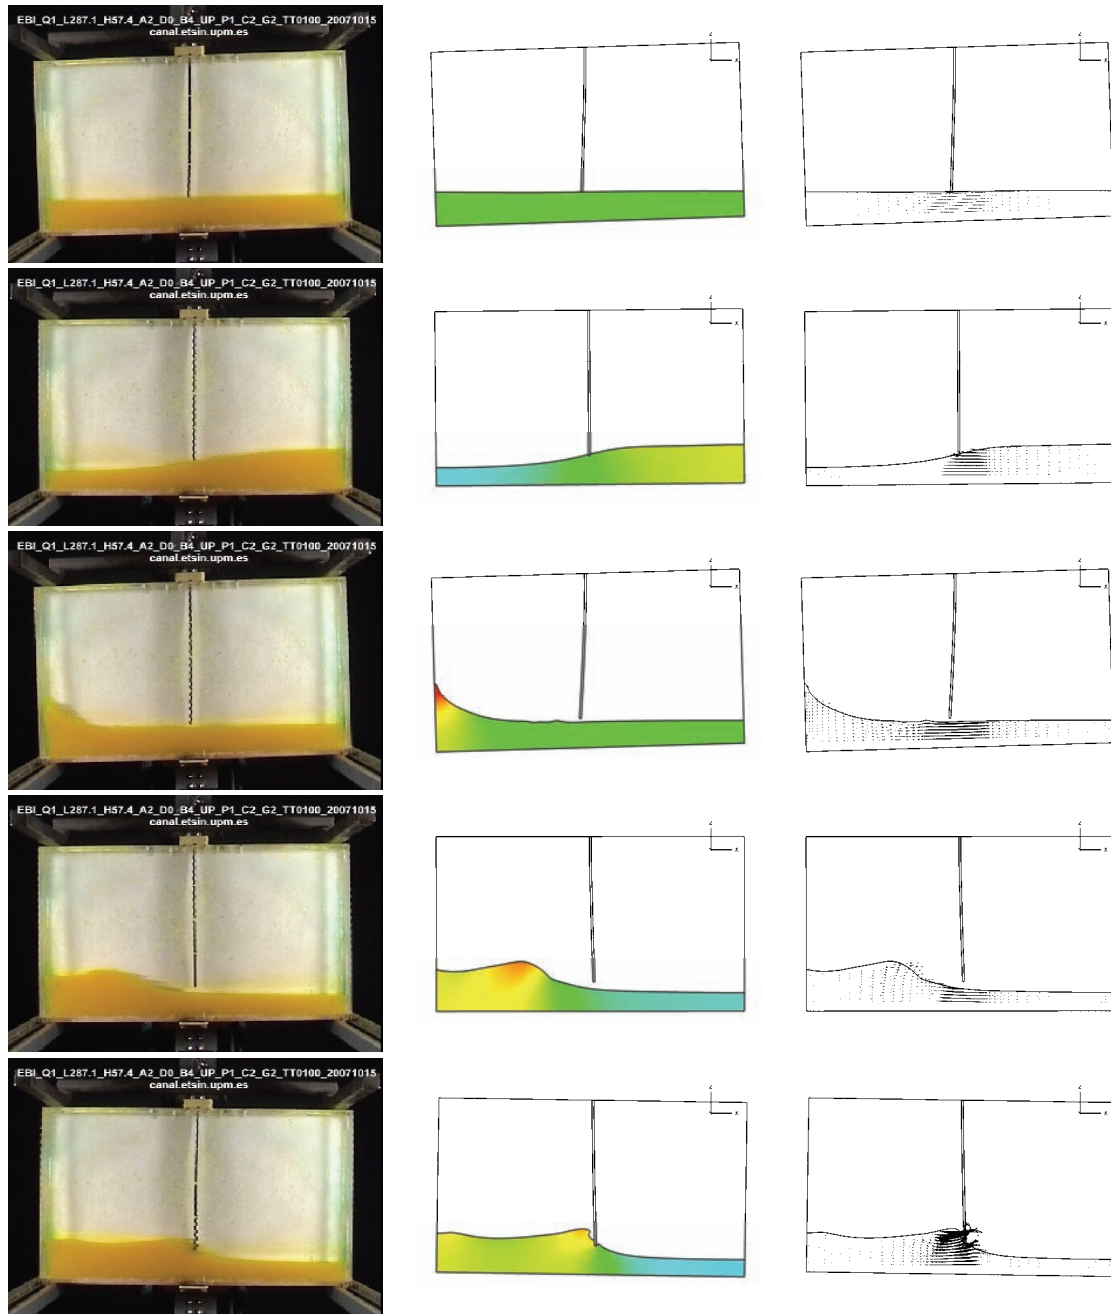 EBI_Q1_L287.1_H57.4_A2_D0_B4_UP_P1_C2_G2_TT0100_20071015
canal.etsin.upm.es
z
x
z
x
EBI_Q1_L287.1_H57.4_A2_D0_B4_UP_P1_C2_G2_TT0100_20071015
canal.etsin.upm.es
z
x
z
x
EBI_Q1_L287.1_H57.4_A2_D0_B4_UP_P1_C2_G2_TT0100_20071015
canal.etsin.upm.es
z
x
z
x
EBI_Q1_L287.1_H57.4_A2_D0_B4_UP_P1_C2_G2_TT0100_20071015
canal.etsin.upm.es
z
x
z
x
EBI_Q1_L287.1_H57.4_A2_D0_B4_UP_P1_C2_G2_TT0100_20071015
canal.etsin.upm.es
z
x
z
x